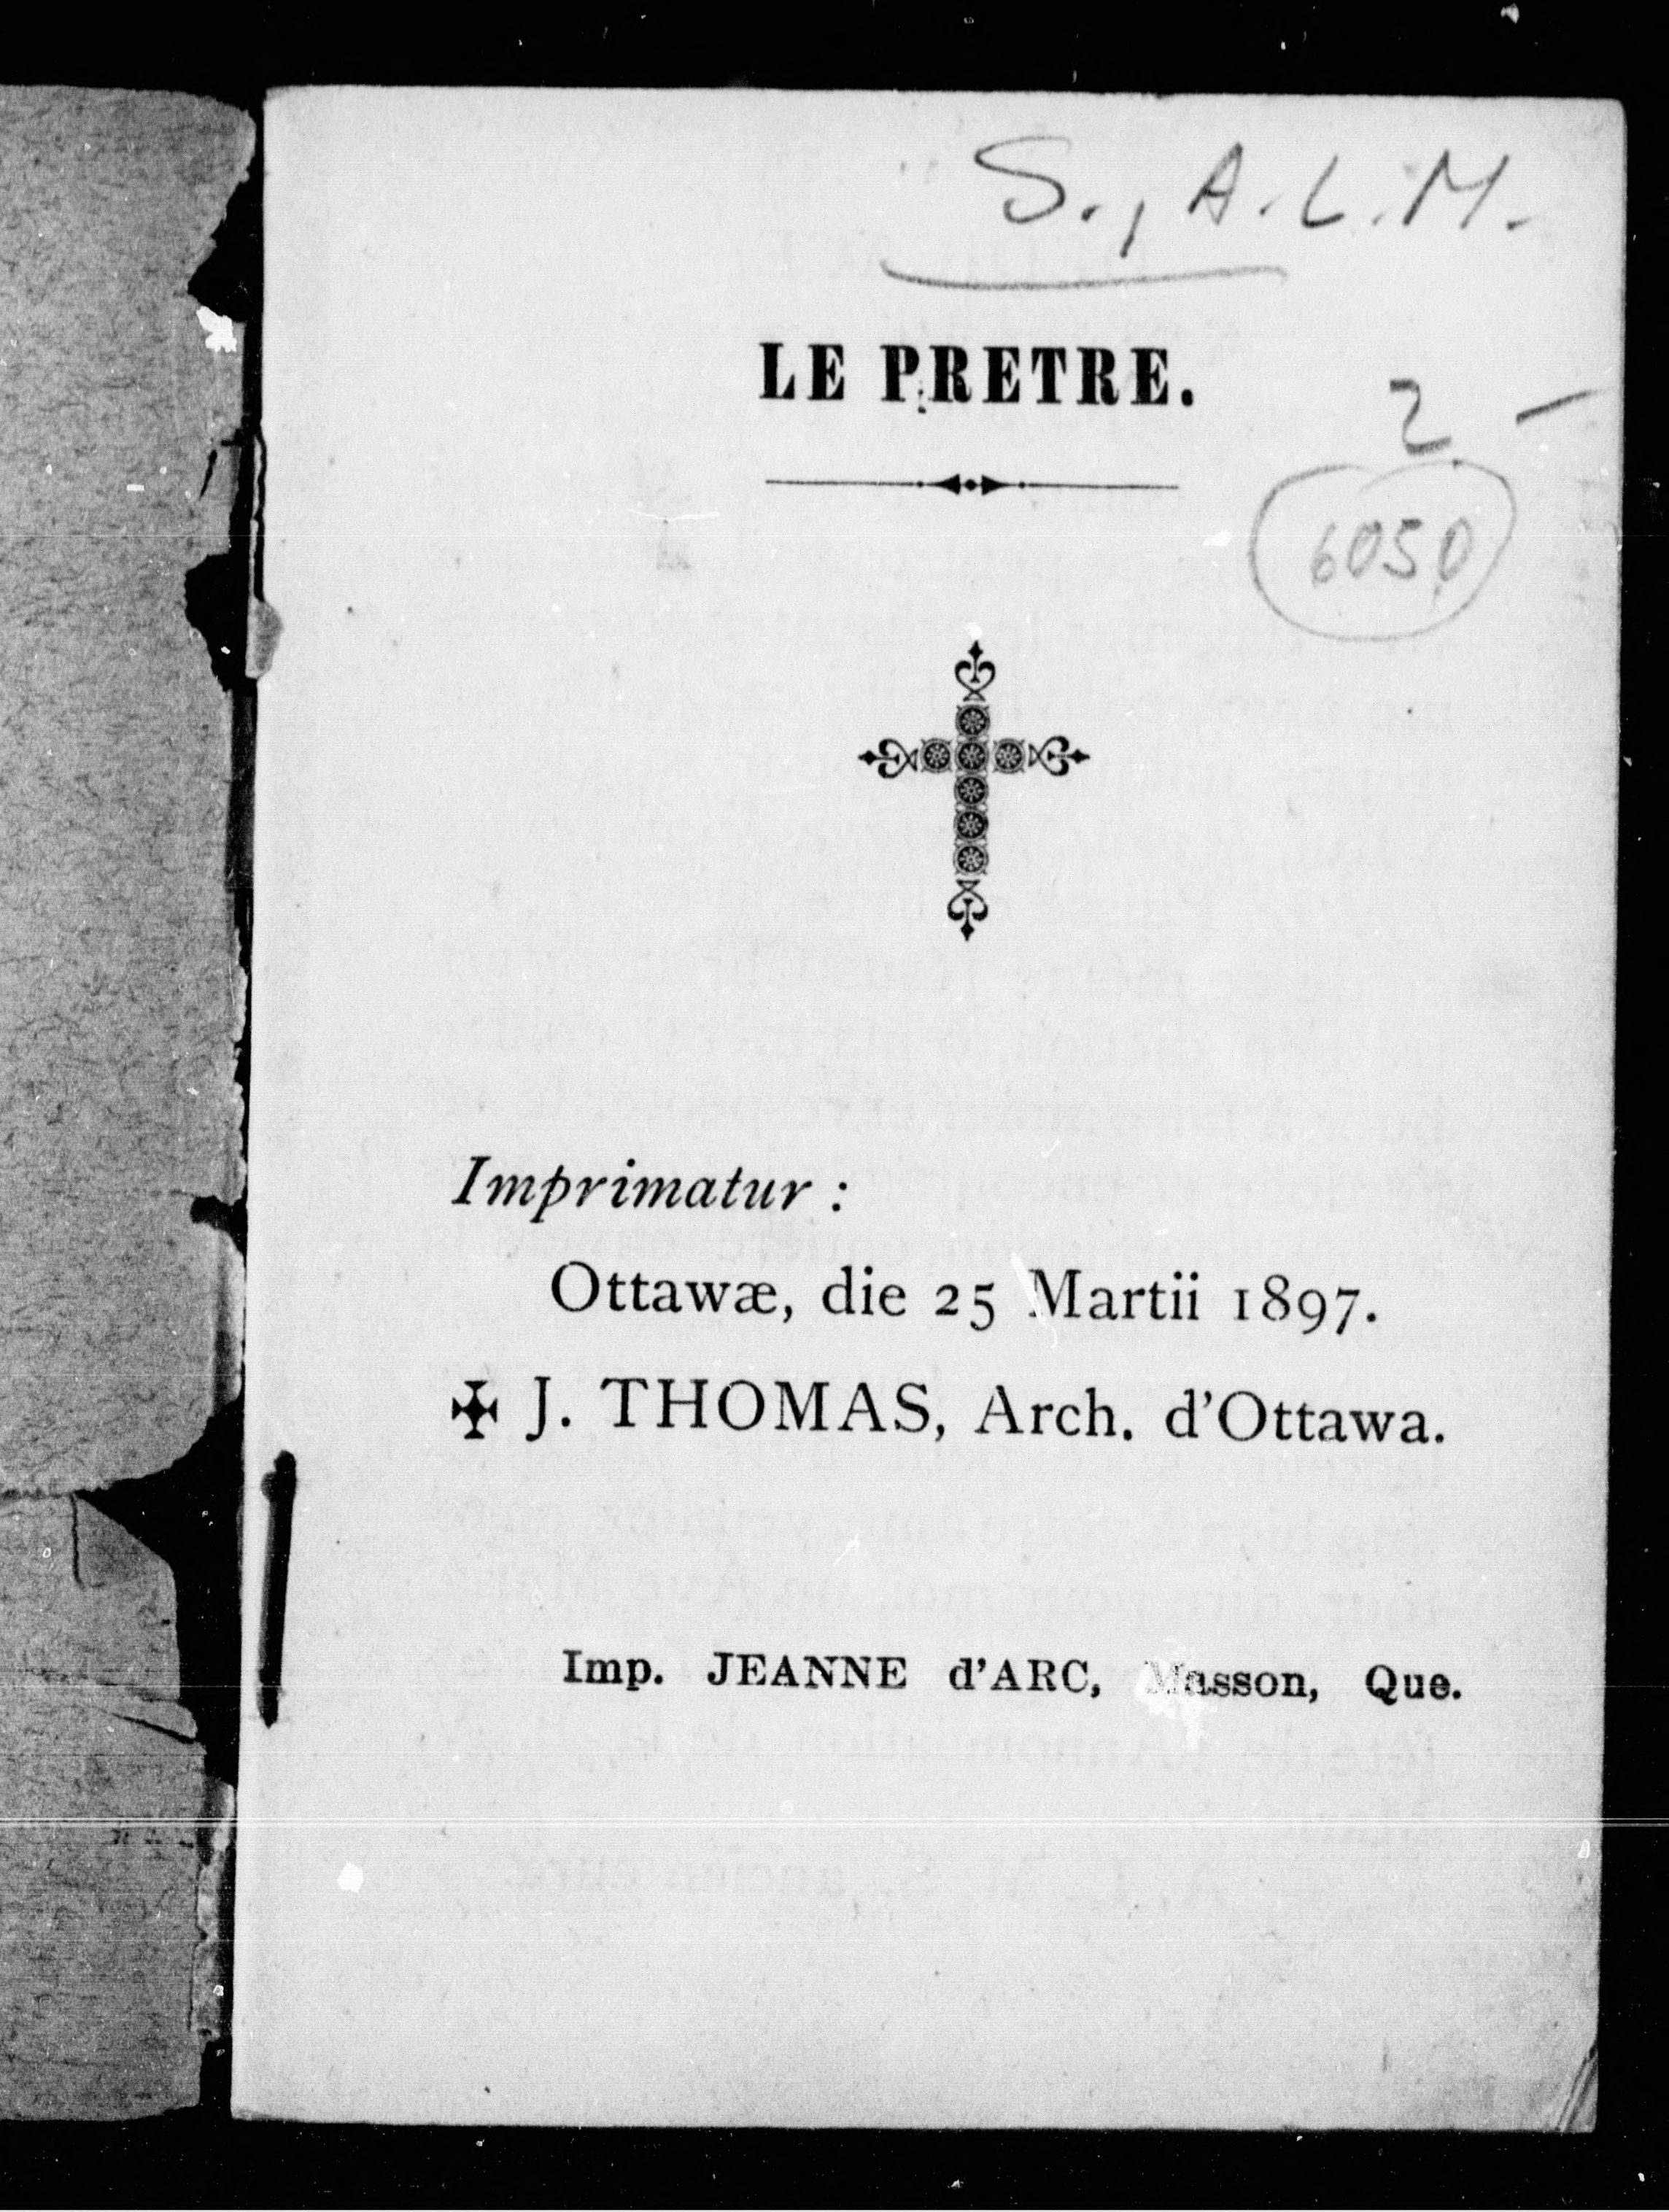 S., A.L.M.
LE PRETRE.
2 -
6050
Imprimatur :
Ottawæ, die 25 Martii 1897.
✠ J. THOMAS, Arch. d'Ottawa.
Imp. JEANNE d'ARC, Masson, Que.